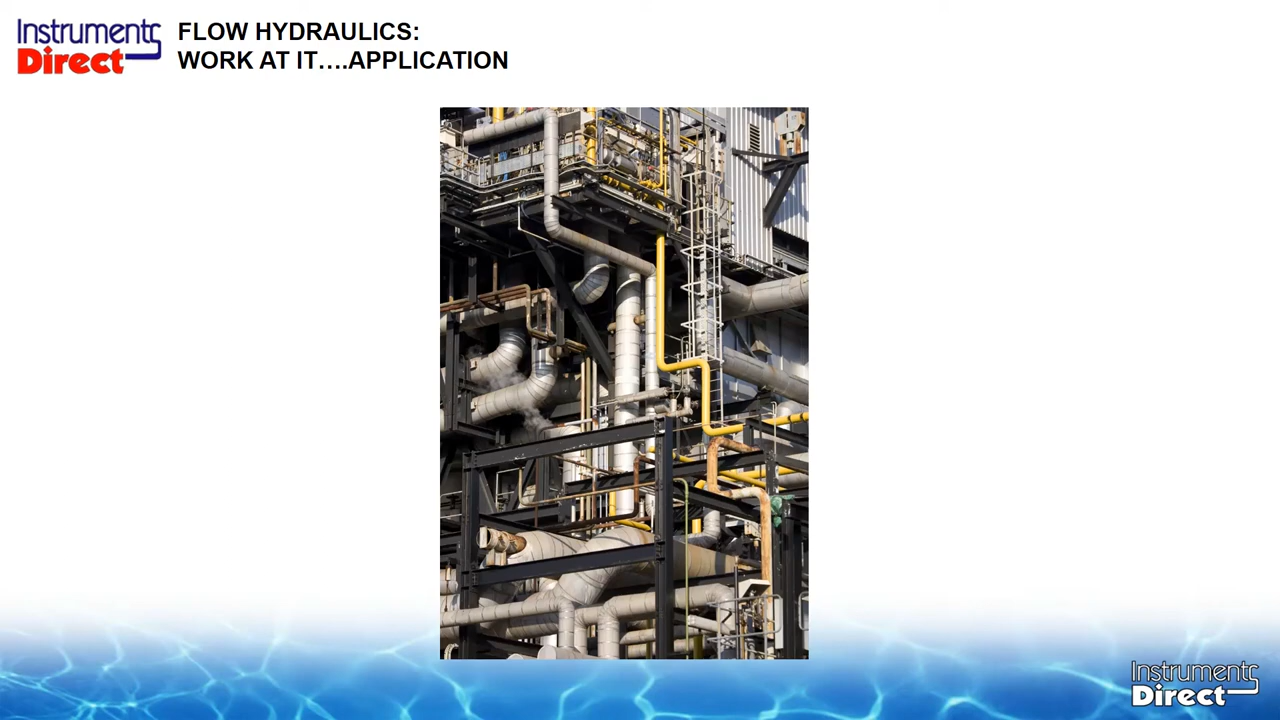 Instruments
Direct
FLOW HYDRAULICS:
WORK AT IT….APPLICATION
Instruments
Direct